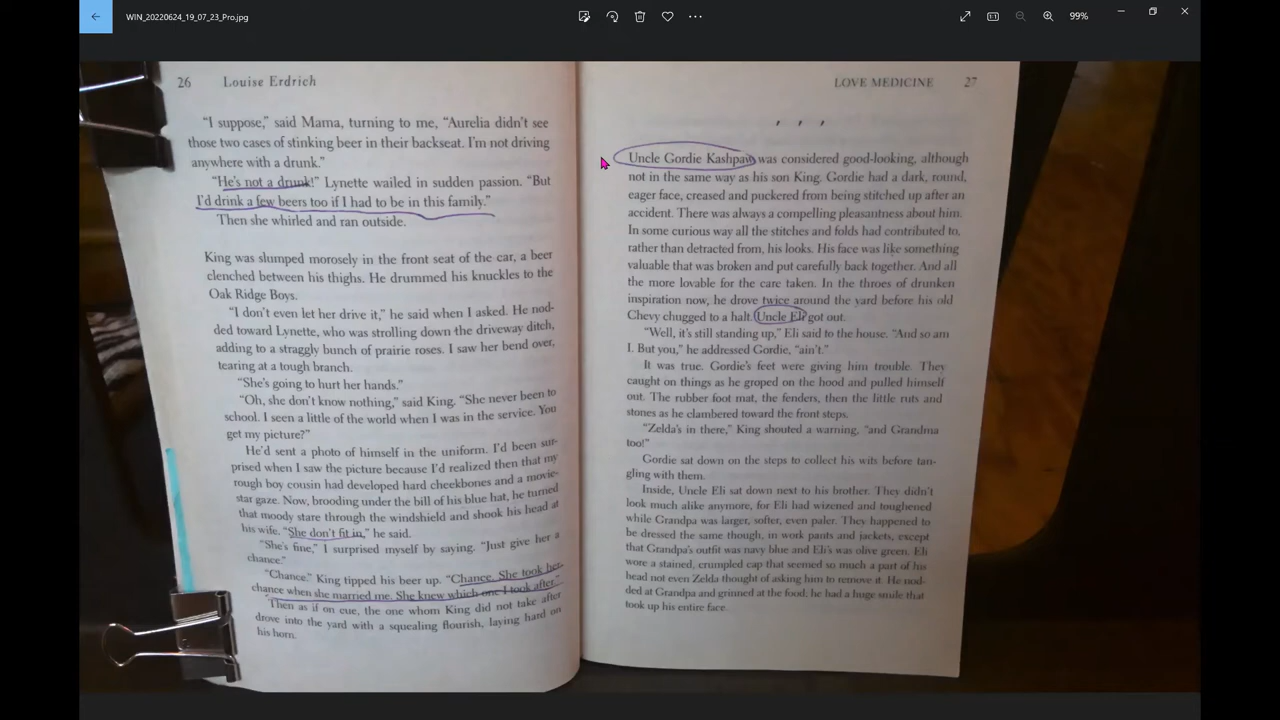 WIN_20220624_19_07_23_Pro.jpg
99%
26 Louise Erdrich
“I suppose,” said Mama, turning to me, “Aurelia didn’t see
those two cases of stinking beer in their backseat. I’m not driving
anywhere with a drunk.”
“He’s not a drunk!” Lynette wailed in sudden passion. “But
I’d drink a few beers too if I had to be in this family.”
Then she whirled and ran outside.
King was slumped morosely in the front seat of the car, a beer
clenched between his thighs. He drummed his knuckles to the
Oak Ridge Boys.
“I don’t even let her drive it,” he said when I asked. He nod-
ded toward Lynette, who was strolling down the driveway ditch,
adding to a straggly bunch of prairie roses. I saw her bend over,
tearing at a tough branch.
“She’s going to hurt her hands.”
“Oh, she don’t know nothing,” said King. “She never been to
school. I seen a little of the world when I was in the service. You
get my picture?”
He’d sent a photo of himself in the uniform. I’d been sur-
prised when I saw the picture because I’d realized then that my
rough boy cousin had developed hard cheekbones and a movie-
star gaze. Now, brooding under the bill of his blue hat, he turned
that moody stare through the windshield and shook his head at
his wife. “She don’t fit in,” he said.
“She’s fine,” I surprised myself by saying. “Just give her a
chance.”
“Chance.” King tipped his beer up. “Chance. She took her
chance when she married me. She knew which one I took after.”
Then as if on cue, the one whom King did not take after
drove into the yard with a squealing flourish, laying hard on
his horn.
LOVE MEDICINE 27
Uncle Gordie Kashpaw was considered good-looking, although
not in the same way as his son King. Gordie had a dark, round,
eager face, creased and puckered from being stitched up after an
accident. There was always a compelling pleasantness about him.
In some curious way all the stitches and folds had contributed to,
rather than detracted from, his looks. His face was like something
valuable that was broken and put carefully back together. And all
the more lovable for the care taken. In the throes of drunken
inspiration now, he drove twice around the yard before his old
Chevy chugged to a halt. Uncle Eli got out.
“Well, it’s still standing up,” Eli said to the house. “And so am
I. But you,” he addressed Gordie, “ain’t.”
It was true. Gordie’s feet were giving him trouble. They
caught on things as he groped on the hood and pulled himself
out. The rubber foot mat, the fenders, then the little ruts and
stones as he clambered toward the front steps.
“Zelda’s in there,” King shouted a warning, “and Grandma
too!”
Gordie sat down on the steps to collect his wits before tan-
gling with them.
Inside, Uncle Eli sat down next to his brother. They didn’t
look much alike anymore, for Eli had wizened and toughened
while Grandpa was larger, softer, even paler. They happened to
be dressed the same though, in work pants and jackets, except
that Grandpa’s outfit was navy blue and Eli’s was olive green. Eli
wore a stained, crumpled cap that seemed so much a part of his
head not even Zelda thought of asking him to remove it. He nod-
ded at Grandpa and grinned at the food; he had a huge smile that
took up his entire face.